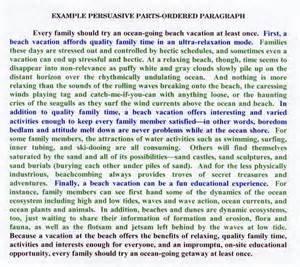 EXAMPLE PERSUASIVE PARTS-ORDERED PARAGRAPH
Every family should try an ocean-going beach vacation at least once. First, a
beach vacation affords quality family time in an ultra-relaxation mode. Families
these days are stressed out and controlled by hectic schedules, and sometimes even a
vacation can end up stressful and hectic. At a relaxing beach, though, time seems to
disappear into non-relevance as puffy white and gray clouds slowly pile up on the
distant horizon over the rhythmically undulating ocean. And nothing is more
relaxing than the sounds of the rolling waves breaking onto the beach, the caressing
winds playing tag and catch-me-if-you-can with anything loose, or the haunting
cries of the seagulls as they surf the wind currents above the ocean and beach. In
addition to quality family time, a beach vacation offers interesting and varied
activities enough to keep every family member satisfied—in other words, boredom
bedlam and attitude melt down are never problems while at the ocean shore. For
some family members, the attractions of water activities such as swimming, surfing,
inner tubing, and ski-dooing are all consuming. Others will find themselves
saturated by the sand and all of its possibilities—sand castles, sand sculptures, and
sand burials (burying each other under piles of sand). And for the less physically
industrious, beachcombing always provides troves of secret treasures and
adventures. Finally, a beach vacation can be a fun educational experience. For
instance, family members can see first hand some of the dynamics of the ocean
ecosystem including high and low tides, waves and wave action, ocean currents, and
ocean plants and animals. In addition, beaches and dunes are dynamic ecosystems,
too, just waiting to share their information of formation and erosion, flora and
fauna, as well as the flotsam and jetsam left behind by the waves of low tide.
Because a vacation at the beach offers the benefits of relaxing, quality family time,
activities and interests enough for everyone, and an impromptu, on-site educational
opportunity, every family should try an ocean-going getaway at least once.